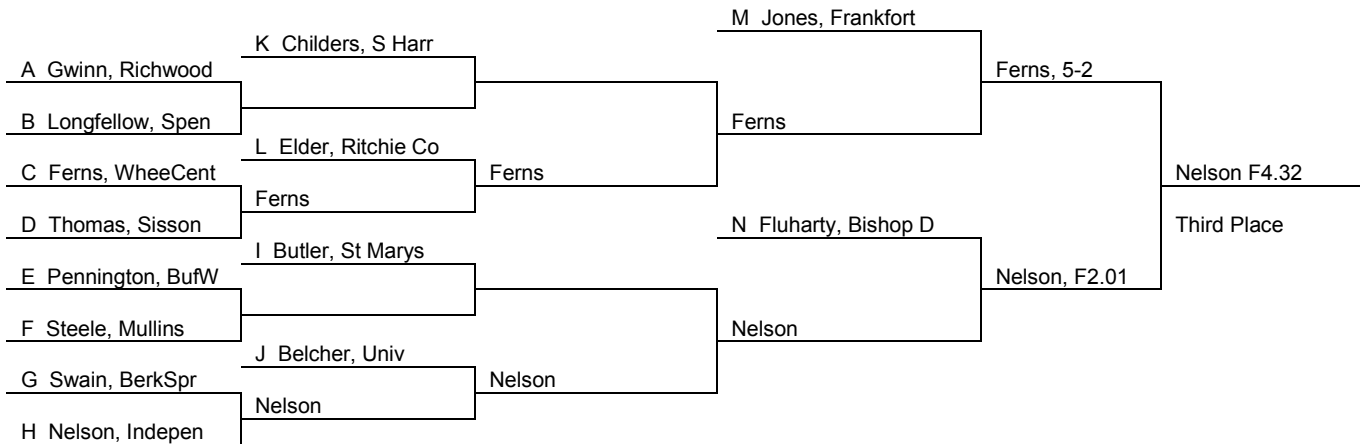 M Jones, Frankfort
K Childers, S Harr
A Gwinn, Richwood
Ferns, 5-2
B Longfellow, Spen
Ferns
L Elder, Ritchie Co
C Ferns, WheeCent
Ferns
Nelson F4.32
Ferns
D Thomas, Sisson
N Fluharty, Bishop D
Third Place
I Butler, St Marys
E Pennington, BufW
Nelson, F2.01
F Steele, Mullins
Nelson
J Belcher, Univ
G Swain, BerkSpr
Nelson
Nelson
H Nelson, Indepen